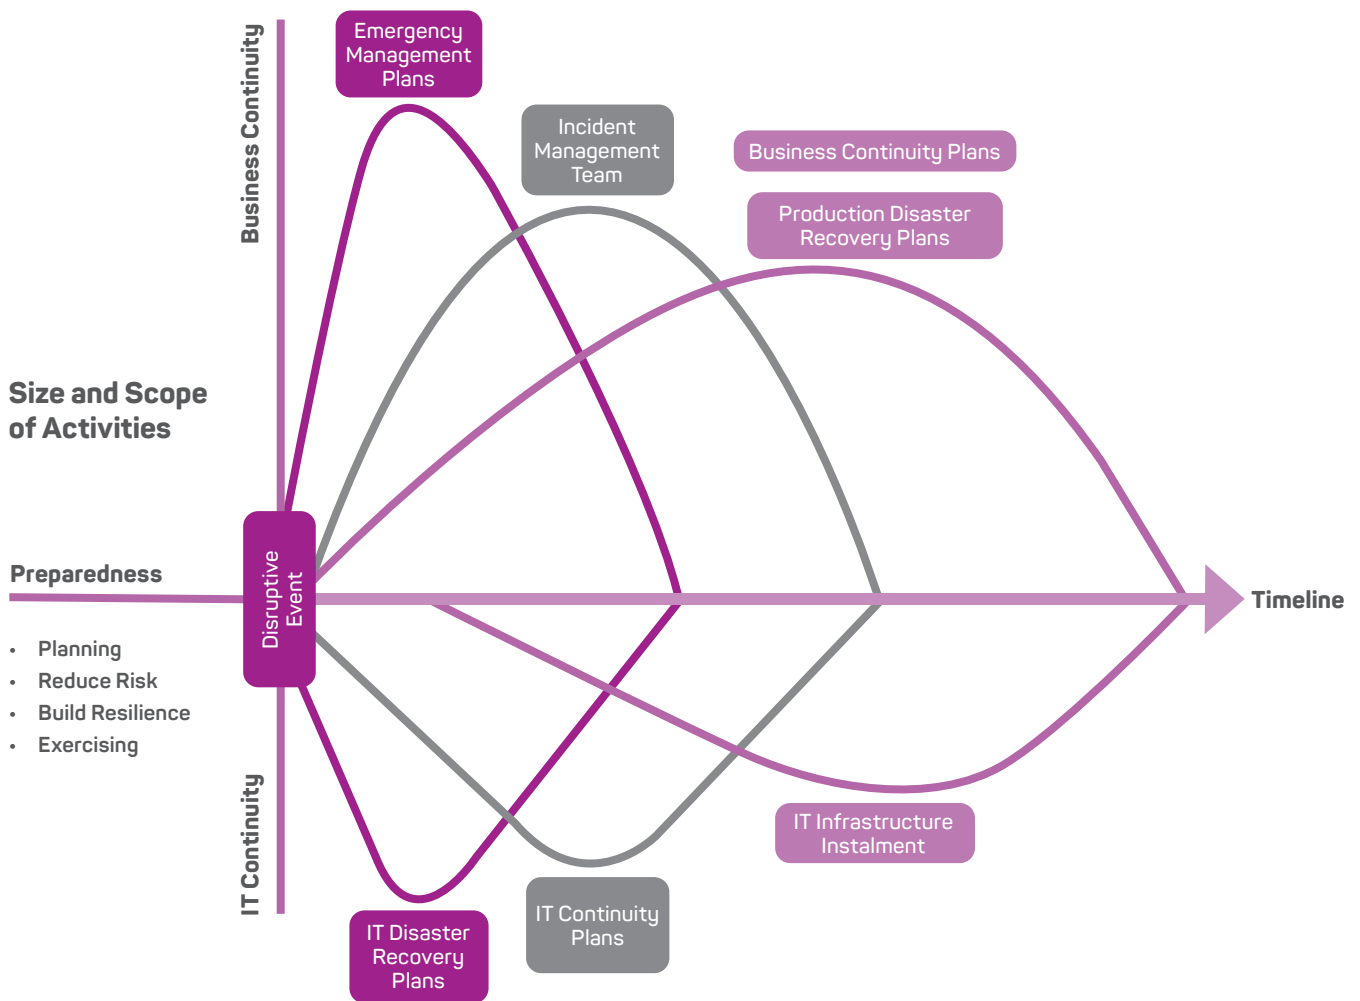 Business Continuity
Emergency
Management
Plans
Incident
Management
Team
Business Continuity Plans
Production Disaster
Recovery Plans
Size and Scope
of Activities
Preparedness
Disruptive
Event
Timeline
• Planning
• Reduce Risk
• Build Resilience
• Exercising
IT Continuity
IT Infrastructure
Instalment
IT Continuity
Plans
IT Disaster
Recovery
Plans